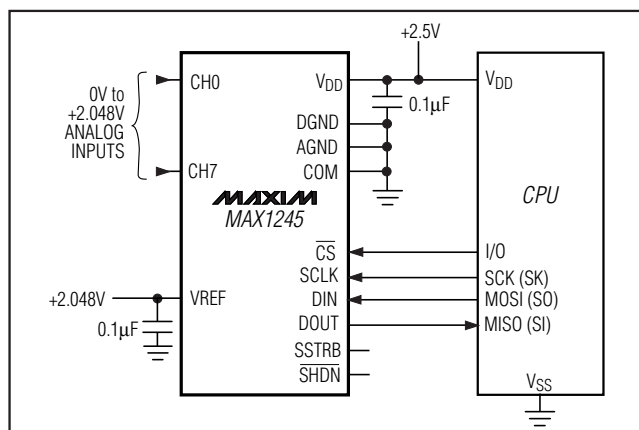 +2.5V
0V to
+2.048V
ANALOG
INPUTS
CH0
CH7
VDD
0.1µF
DGND
AGND
COM
MAXIM
MAX1245
VDD
CPU
CS
SCLK
DIN
DOUT
SSTRB
SHDN
I/O
SCK (SK)
MOSI (SO)
MISO (SI)
+2.048V
VREF
0.1µF
VSS